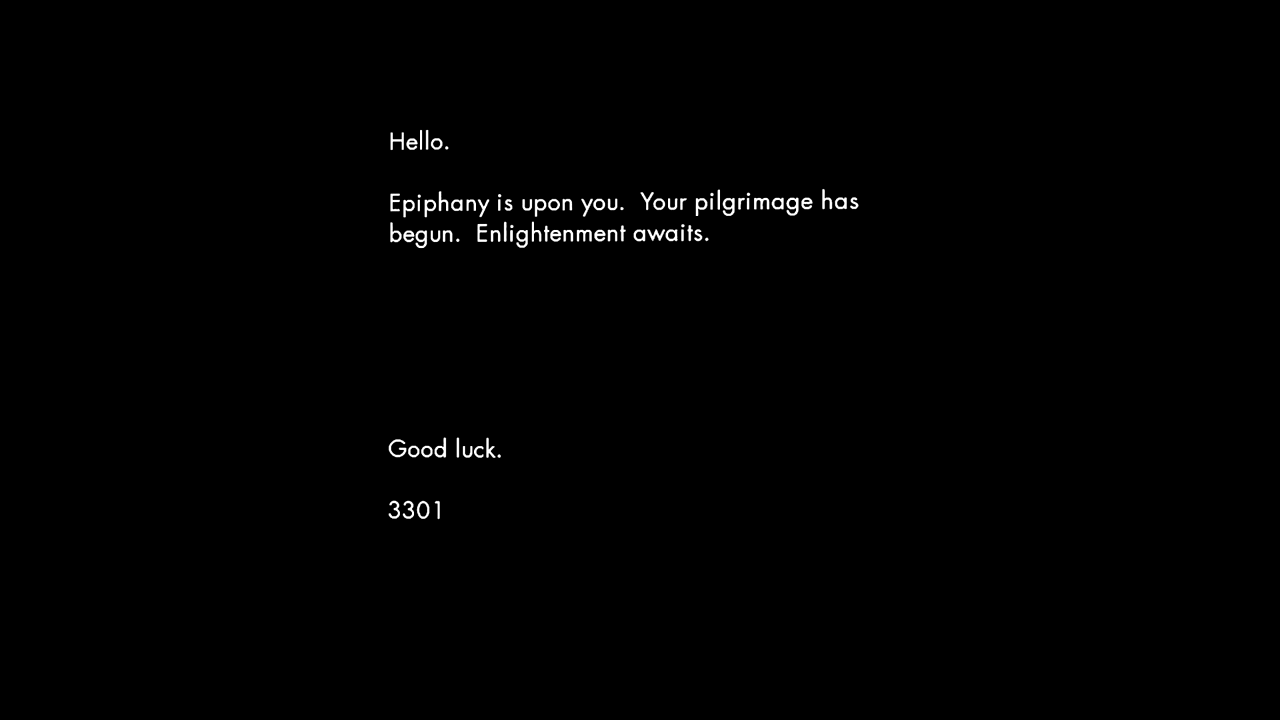 Hello.
Epiphany is upon you.  Your pilgrimage has
begun.  Enlightenment awaits.
Good luck.
3301